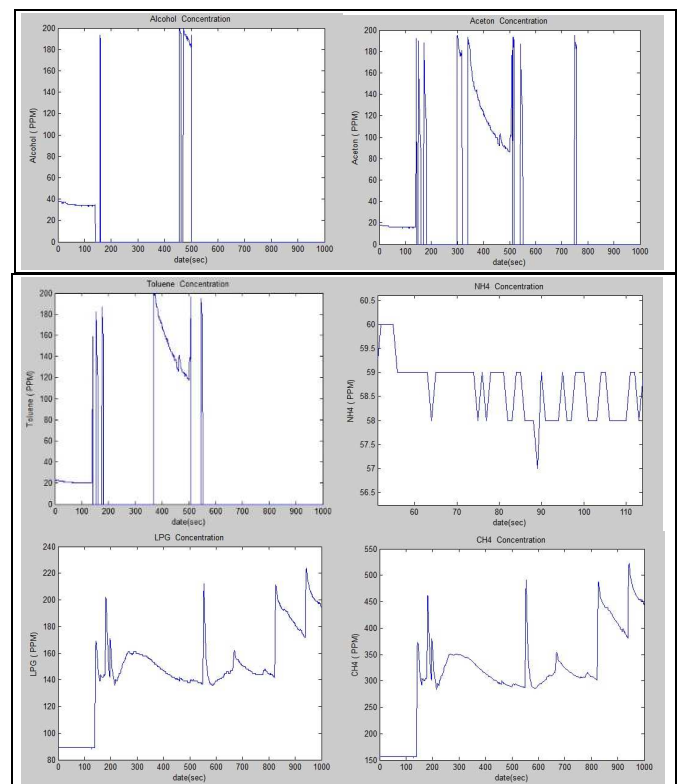 Alcohol Concentration
200
180
160
140
120
100
80
60
40
20
0
Alcohol ( PPM)
0 100 200 300 400 500 600 700 800 900 1000
date(sec)
Aceton Concentration
200
180
160
140
120
100
80
60
40
20
0
Aceton ( PPM)
0 100 200 300 400 500 600 700 800 900 1000
date(sec)
Toluene Concentration
200
180
160
140
120
100
80
60
40
20
0
Toluene ( PPM)
0 100 200 300 400 500 600 700 800 900 1000
date(sec)
NH4 Concentration
60.5
60
59.5
59
58.5
58
57.5
57
56.5
NH4 ( PPM)
60 70 80 90 100 110
date(sec)
LPG Concentration
240
220
200
180
160
140
120
100
80
LPG ( PPM)
0 100 200 300 400 500 600 700 800 900 1000
date(sec)
CH4 Concentration
550
500
450
400
350
300
250
200
150
CH4 ( PPM)
0 100 200 300 400 500 600 700 800 900 1000
date(sec)